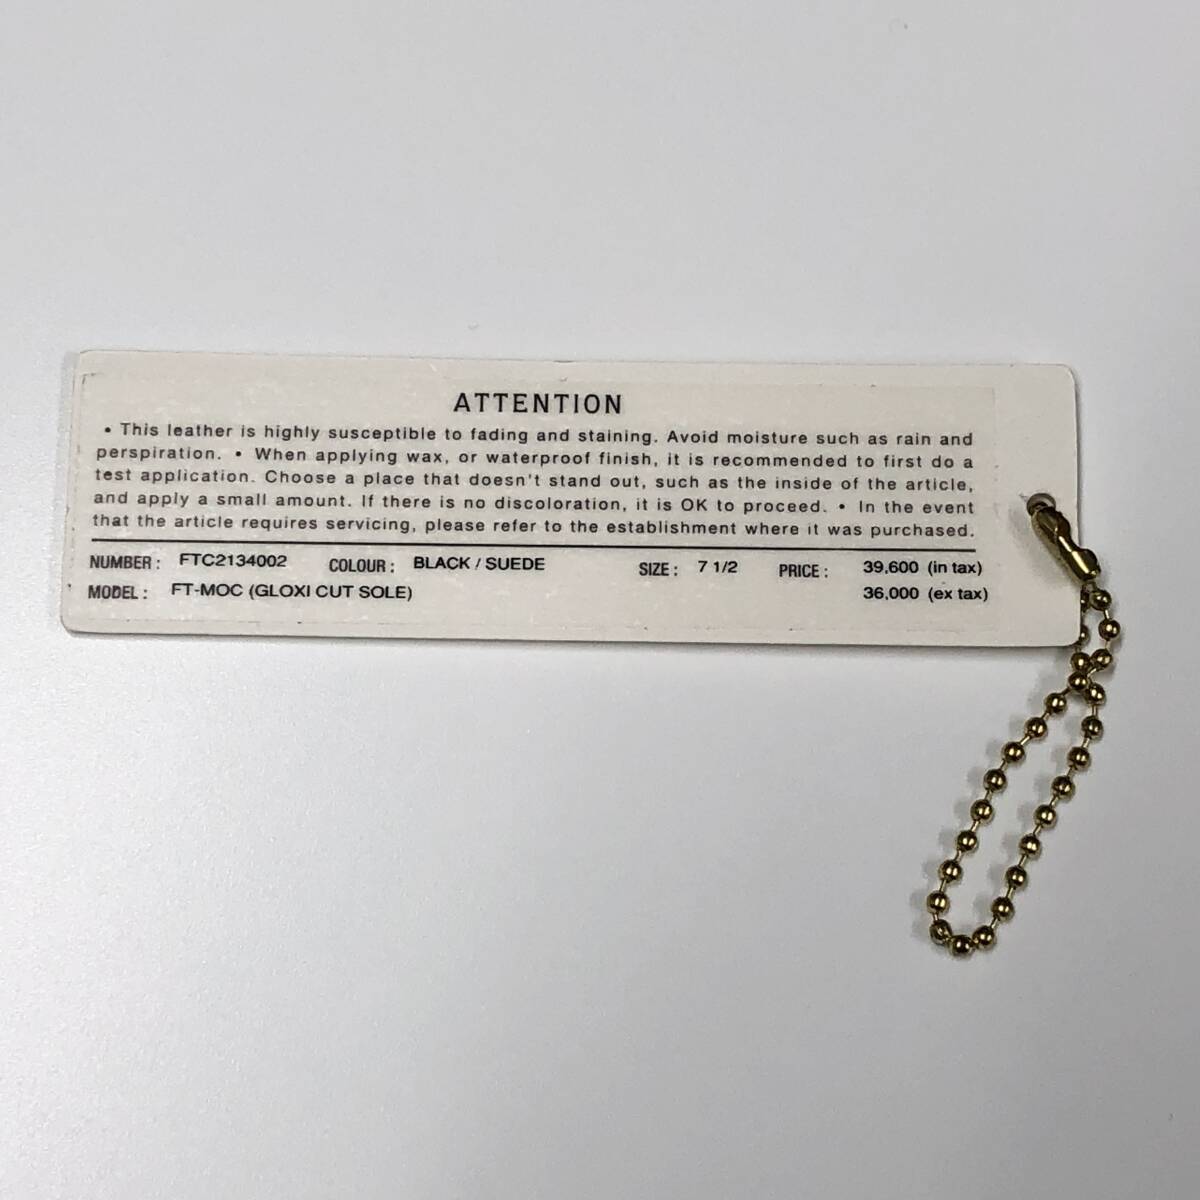 ATTENTION
• This leather is highly susceptible to fading and staining. Avoid moisture such as rain and
perspiration. • When applying wax, or waterproof finish, it is recommended to first do a
test application. Choose a place that doesn't stand out, such as the inside of the article,
and apply a small amount. If there is no discoloration, it is OK to proceed. • In the event
that the article requires servicing, please refer to the establishment where it was purchased.
NUMBER: FTC2134002 COLOUR: BLACK / SUEDE SIZE: 7 1/2 PRICE: 39,600 (in tax)
MODEL: FT-MOC (GLOXI CUT SOLE) 36,000 (ex tax)